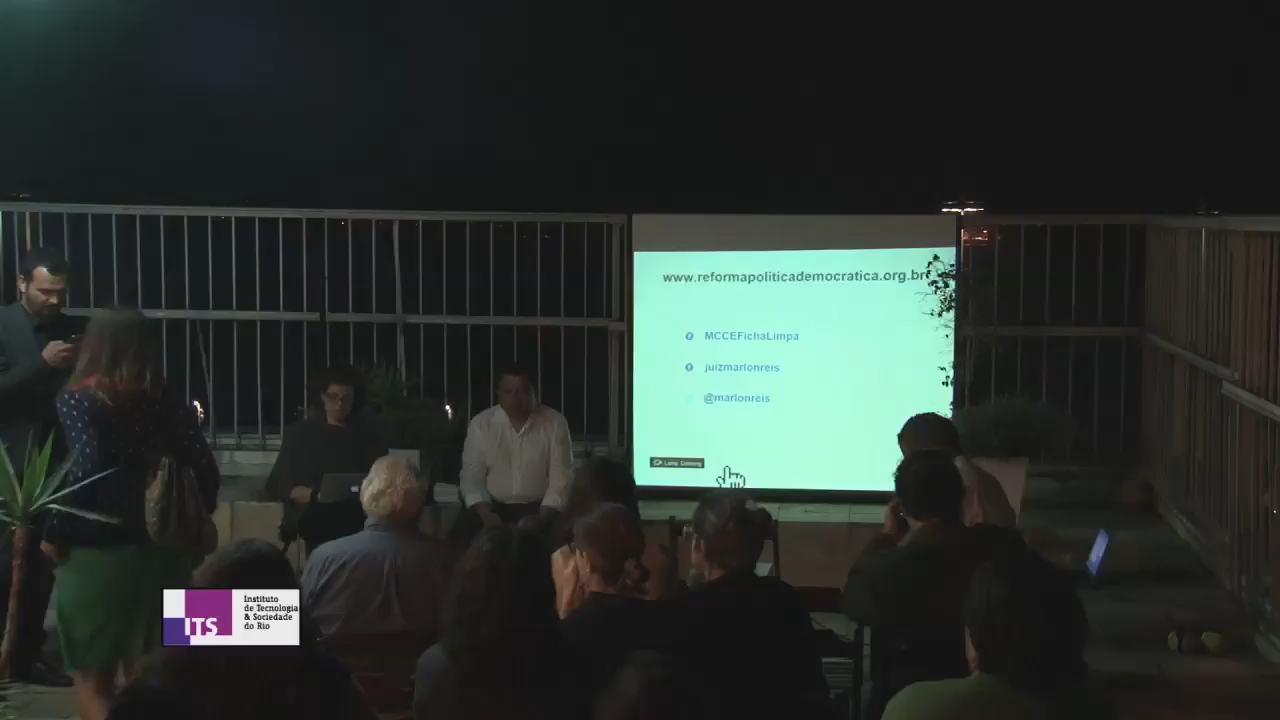 www.reformapoliticademocratica.org.br
MCCEFichaLimpa
juizmarlonreis
@marlonreis
ITS
Instituto
de Tecnologia
& Sociedade
do Rio